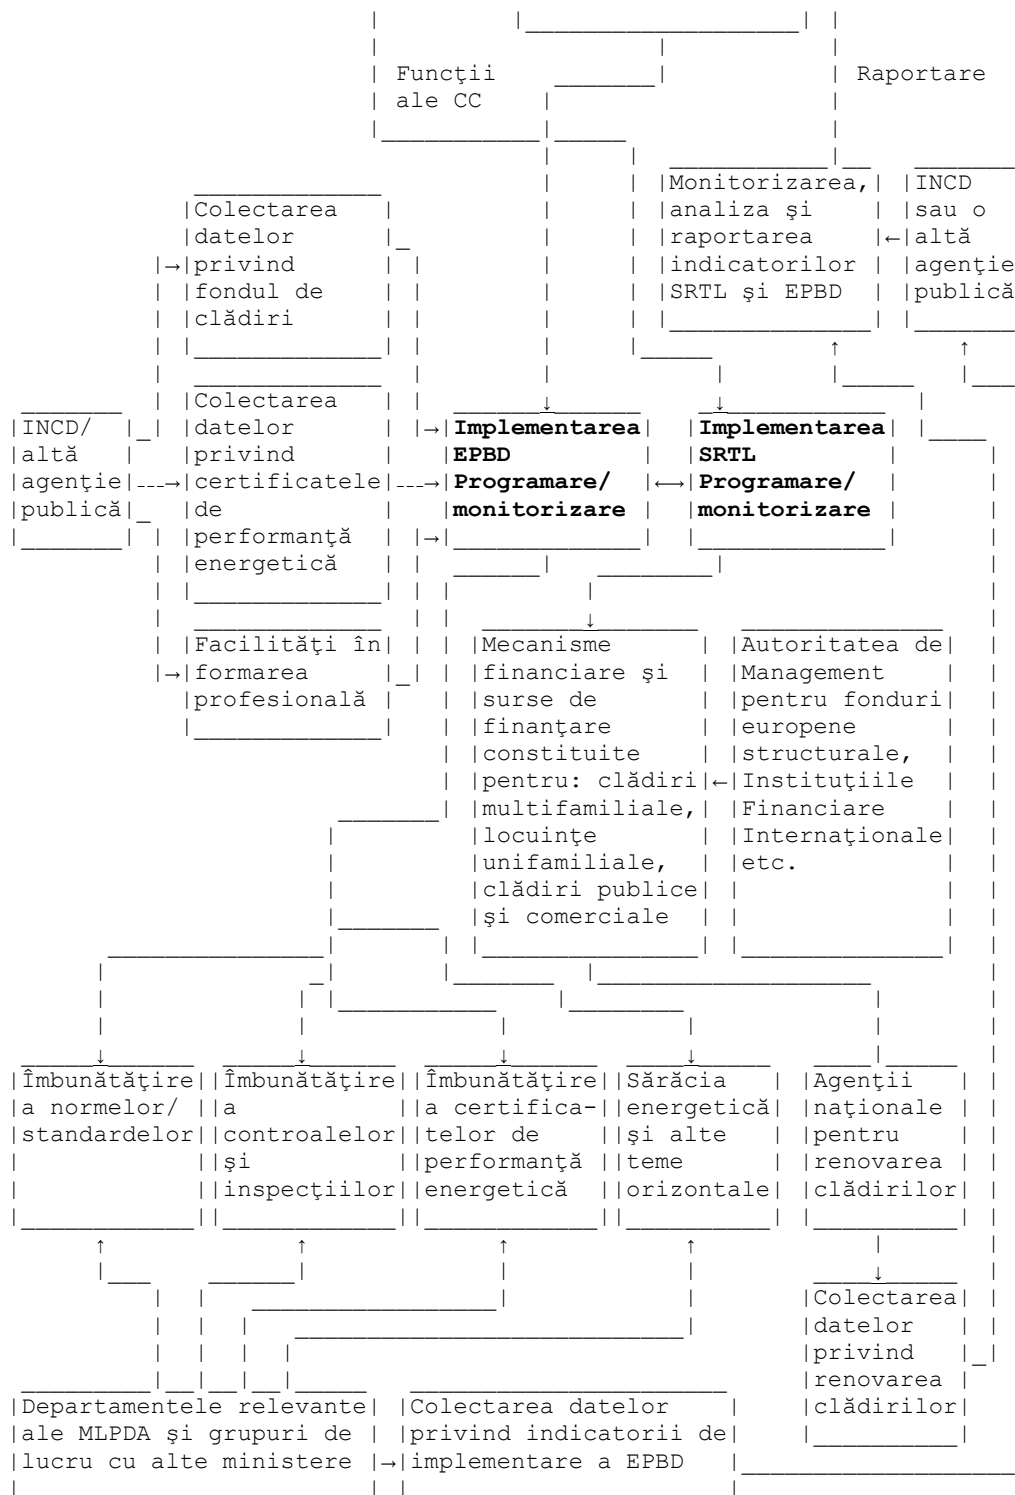 Funcţii
ale CC
Raportare
Monitorizarea,
analiza şi
raportarea
indicatorilor
SRTL şi EPBD
INCD
sau o
altă
agenţie
publică
Colectarea
datelor
privind
fondul de
clădiri
INCD/
altă
agenţie
publică
Colectarea
datelor
privind
certificatele
de
performanţă
energetică
Implementarea
EPBD
Programare/
monitorizare
Implementarea
SRTL
Programare/
monitorizare
Facilităţi în
formarea
profesională
Mecanisme
financiare şi
surse de
finanţare
constituite
pentru: clădiri
multifamiliale,
locuinţe
unifamiliale,
clădiri publice
şi comerciale
Autoritatea de
Management
pentru fonduri
europene
structurale,
Instituţiile
Financiare
Internaţionale
etc.
Îmbunătăţire
a normelor/
standardelor
Îmbunătăţire
a
controalelor
şi
inspecţiilor
Îmbunătăţire
a certifica-
telor de
performanţă
energetică
Sărăcia
energetică
şi alte
teme
orizontale
Agenţii
naţionale
pentru
renovarea
clădirilor
Colectarea
datelor
privind
renovarea
clădirilor
Departamentele relevante
ale MLPDA şi grupuri de
lucru cu alte ministere
Colectarea datelor
privind indicatorii de
implementare a EPBD